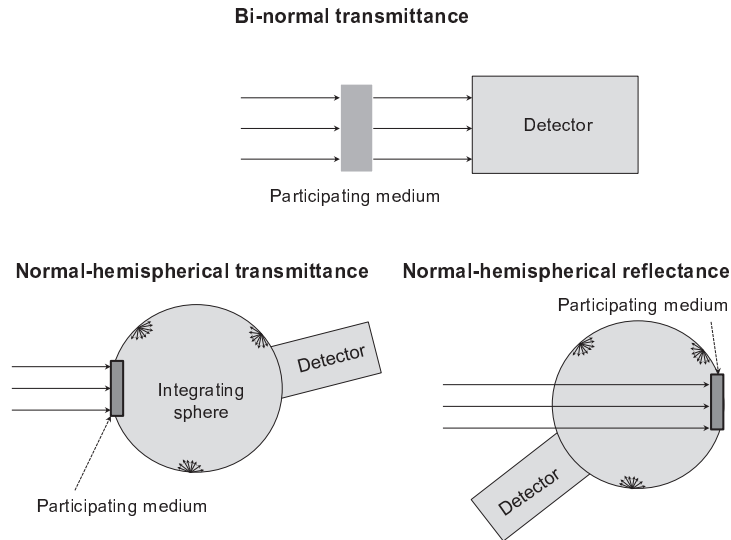 Bi-normal transmittance
Detector
Participating medium
Normal-hemispherical transmittance
Detector
Integrating
sphere
Participating medium
Normal-hemispherical reflectance
Participating medium
Detector